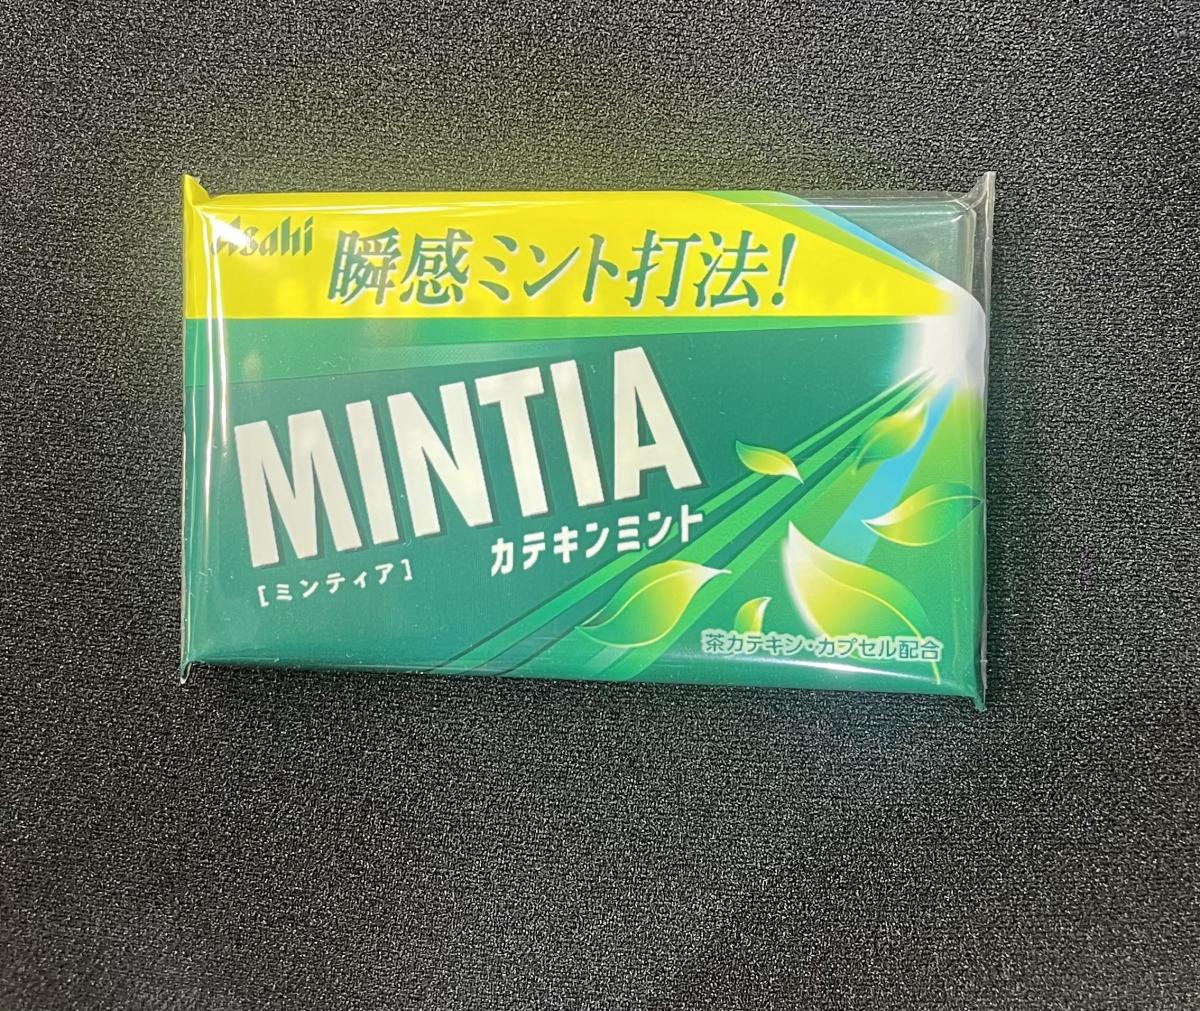 Asahi
瞬感ミント打法!
MINTIA
[ミンティア]
カテキンミント
茶カテキン・カプセル配合